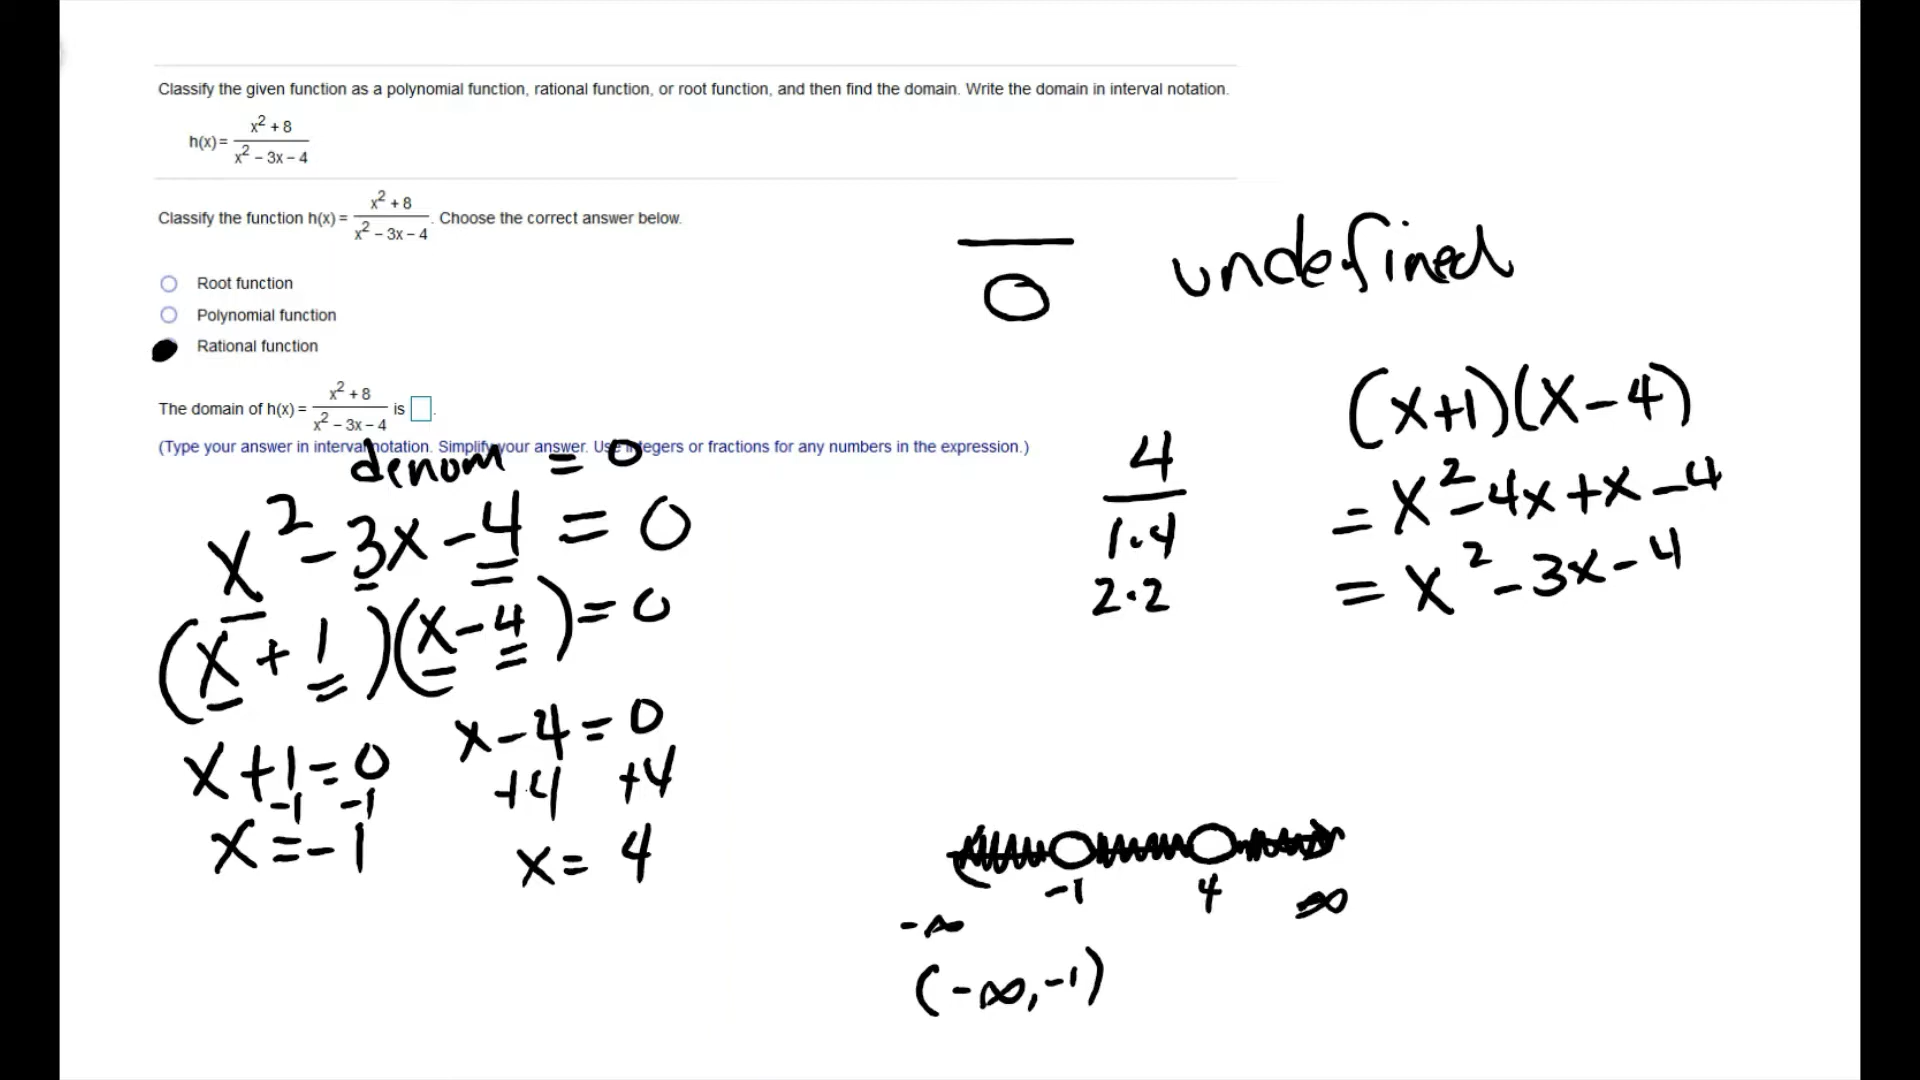 Classify the given function as a polynomial function, rational function, or root function, and then find the domain. Write the domain in interval notation.
h(x) = (x² + 8)/(x² – 3x – 4)
Classify the function h(x) = (x² + 8)/(x² – 3x – 4). Choose the correct answer below.
Root function
Polynomial function
Rational function
The domain of h(x) = (x² + 8)/(x² – 3x – 4) is .
(Type your answer in interval notation. Simplify your answer. Use integers or fractions for any numbers in the expression.)
denom = 0
x² - 3x - 4 = 0
(x + 1)(x - 4) = 0
x + 1 = 0
-1 -1
x = -1
x - 4 = 0
+4 +4
x = 4
0 undefined
4
1·4
2·2
(x+1)(x-4)
= x² - 4x + x - 4
= x² - 3x - 4
-1 4
-∞ ∞
(-∞, -1)